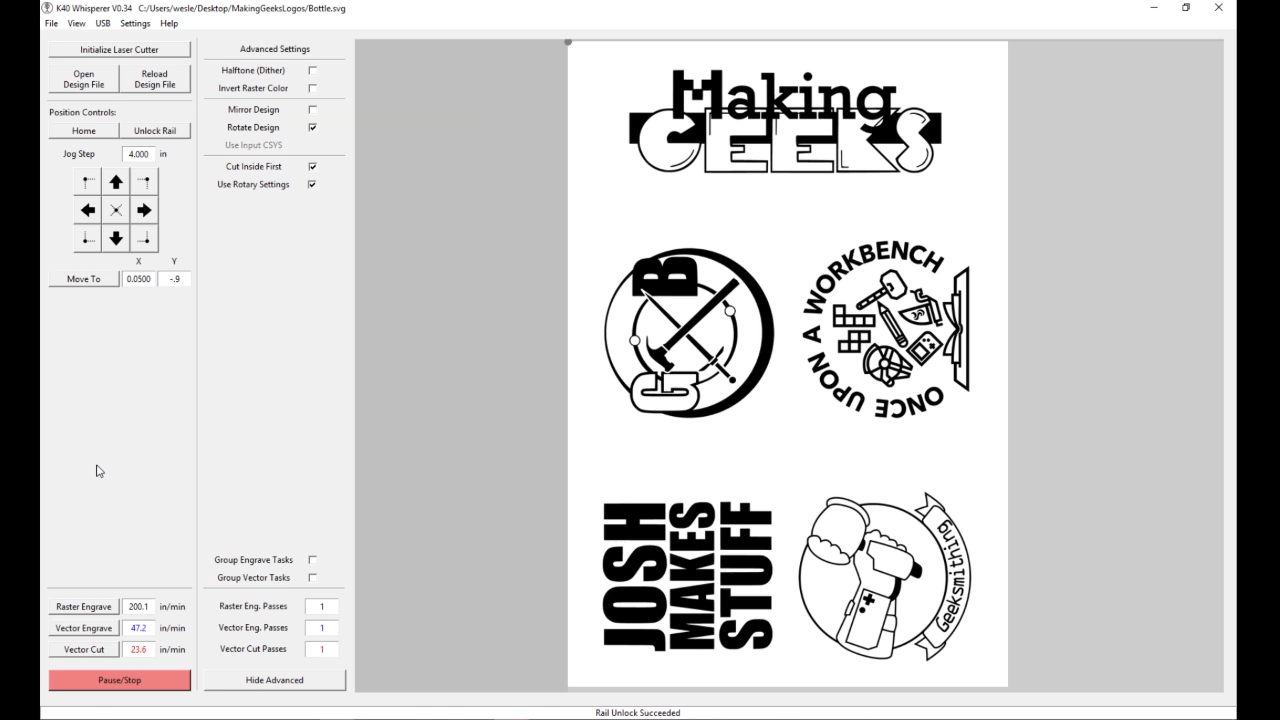 K40 Whisperer V0.34 C:/Users/wesle/Desktop/MakingGeeksLogos/Bottle.svg
File View USB Settings Help
Initialize Laser Cutter
Open Design File
Reload Design File
Position Controls:
Home
Unlock Rail
Jog Step 4.000 in
X Y
Move To 0.0500 -.9
Raster Engrave 200.1 in/min
Vector Engrave 47.2 in/min
Vector Cut 23.6 in/min
Pause/Stop
Advanced Settings
Halftone (Dither)
Invert Raster Color
Mirror Design
Rotate Design
Use Input CSYS
Cut Inside First
Use Rotary Settings
Group Engrave Tasks
Group Vector Tasks
Raster Eng. Passes 1
Vector Eng. Passes 1
Vector Cut Passes 1
Hide Advanced
Making
GEEKS
G B
ONCE UPON A WORKBENCH
JOSH
MAKES
STUFF
Geeksmithing
Rail Unlock Succeeded